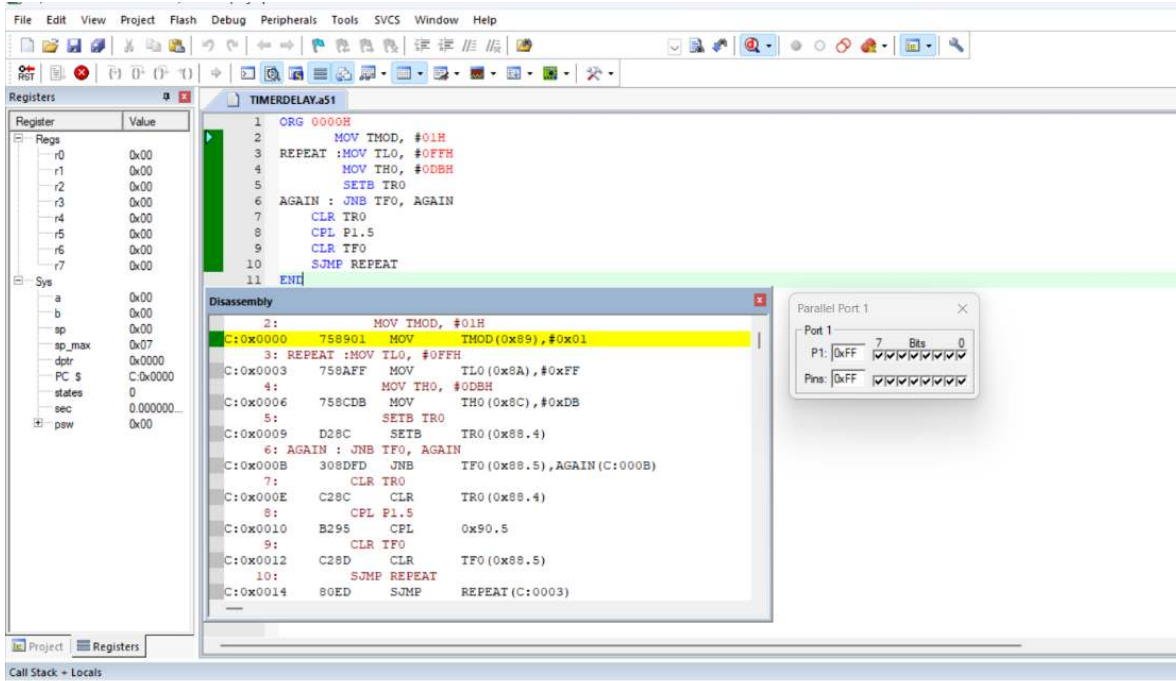 File Edit View Project Flash Debug Peripherals Tools SVCS Window Help
RST
Registers
Register Value
Regs
r0 0x00
r1 0x00
r2 0x00
r3 0x00
r4 0x00
r5 0x00
r6 0x00
r7 0x00
Sys
a 0x00
b 0x00
sp 0x00
sp_max 0x07
dptr 0x0000
PC $ C:0x0000
states 0
sec 0.000000...
psw 0x00
Project Registers
TIMERDELAY.a51
1 ORG 0000H
2 MOV TMOD, #01H
3 REPEAT :MOV TL0, #0FFH
4 MOV TH0, #0DBH
5 SETB TR0
6 AGAIN : JNB TF0, AGAIN
7 CLR TR0
8 CPL P1.5
9 CLR TF0
10 SJMP REPEAT
11 END
Disassembly
2: MOV TMOD, #01H
C:0x0000 758901 MOV TMOD(0x89),#0x01
3: REPEAT :MOV TL0, #0FFH
C:0x0003 758AFF MOV TL0(0x8A),#0xFF
4: MOV TH0, #0DBH
C:0x0006 758CDB MOV TH0(0x8C),#0xDB
5: SETB TR0
C:0x0009 D28C SETB TR0(0x88.4)
6: AGAIN : JNB TF0, AGAIN
C:0x000B 308DFD JNB TF0(0x88.5),AGAIN(C:000B)
7: CLR TR0
C:0x000E C28C CLR TR0(0x88.4)
8: CPL P1.5
C:0x0010 B295 CPL 0x90.5
9: CLR TF0
C:0x0012 C28D CLR TF0(0x88.5)
10: SJMP REPEAT
C:0x0014 80ED SJMP REPEAT(C:0003)
Parallel Port 1
Port 1
7 Bits 0
P1: 0xFF
Pins: 0xFF
Call Stack + Locals